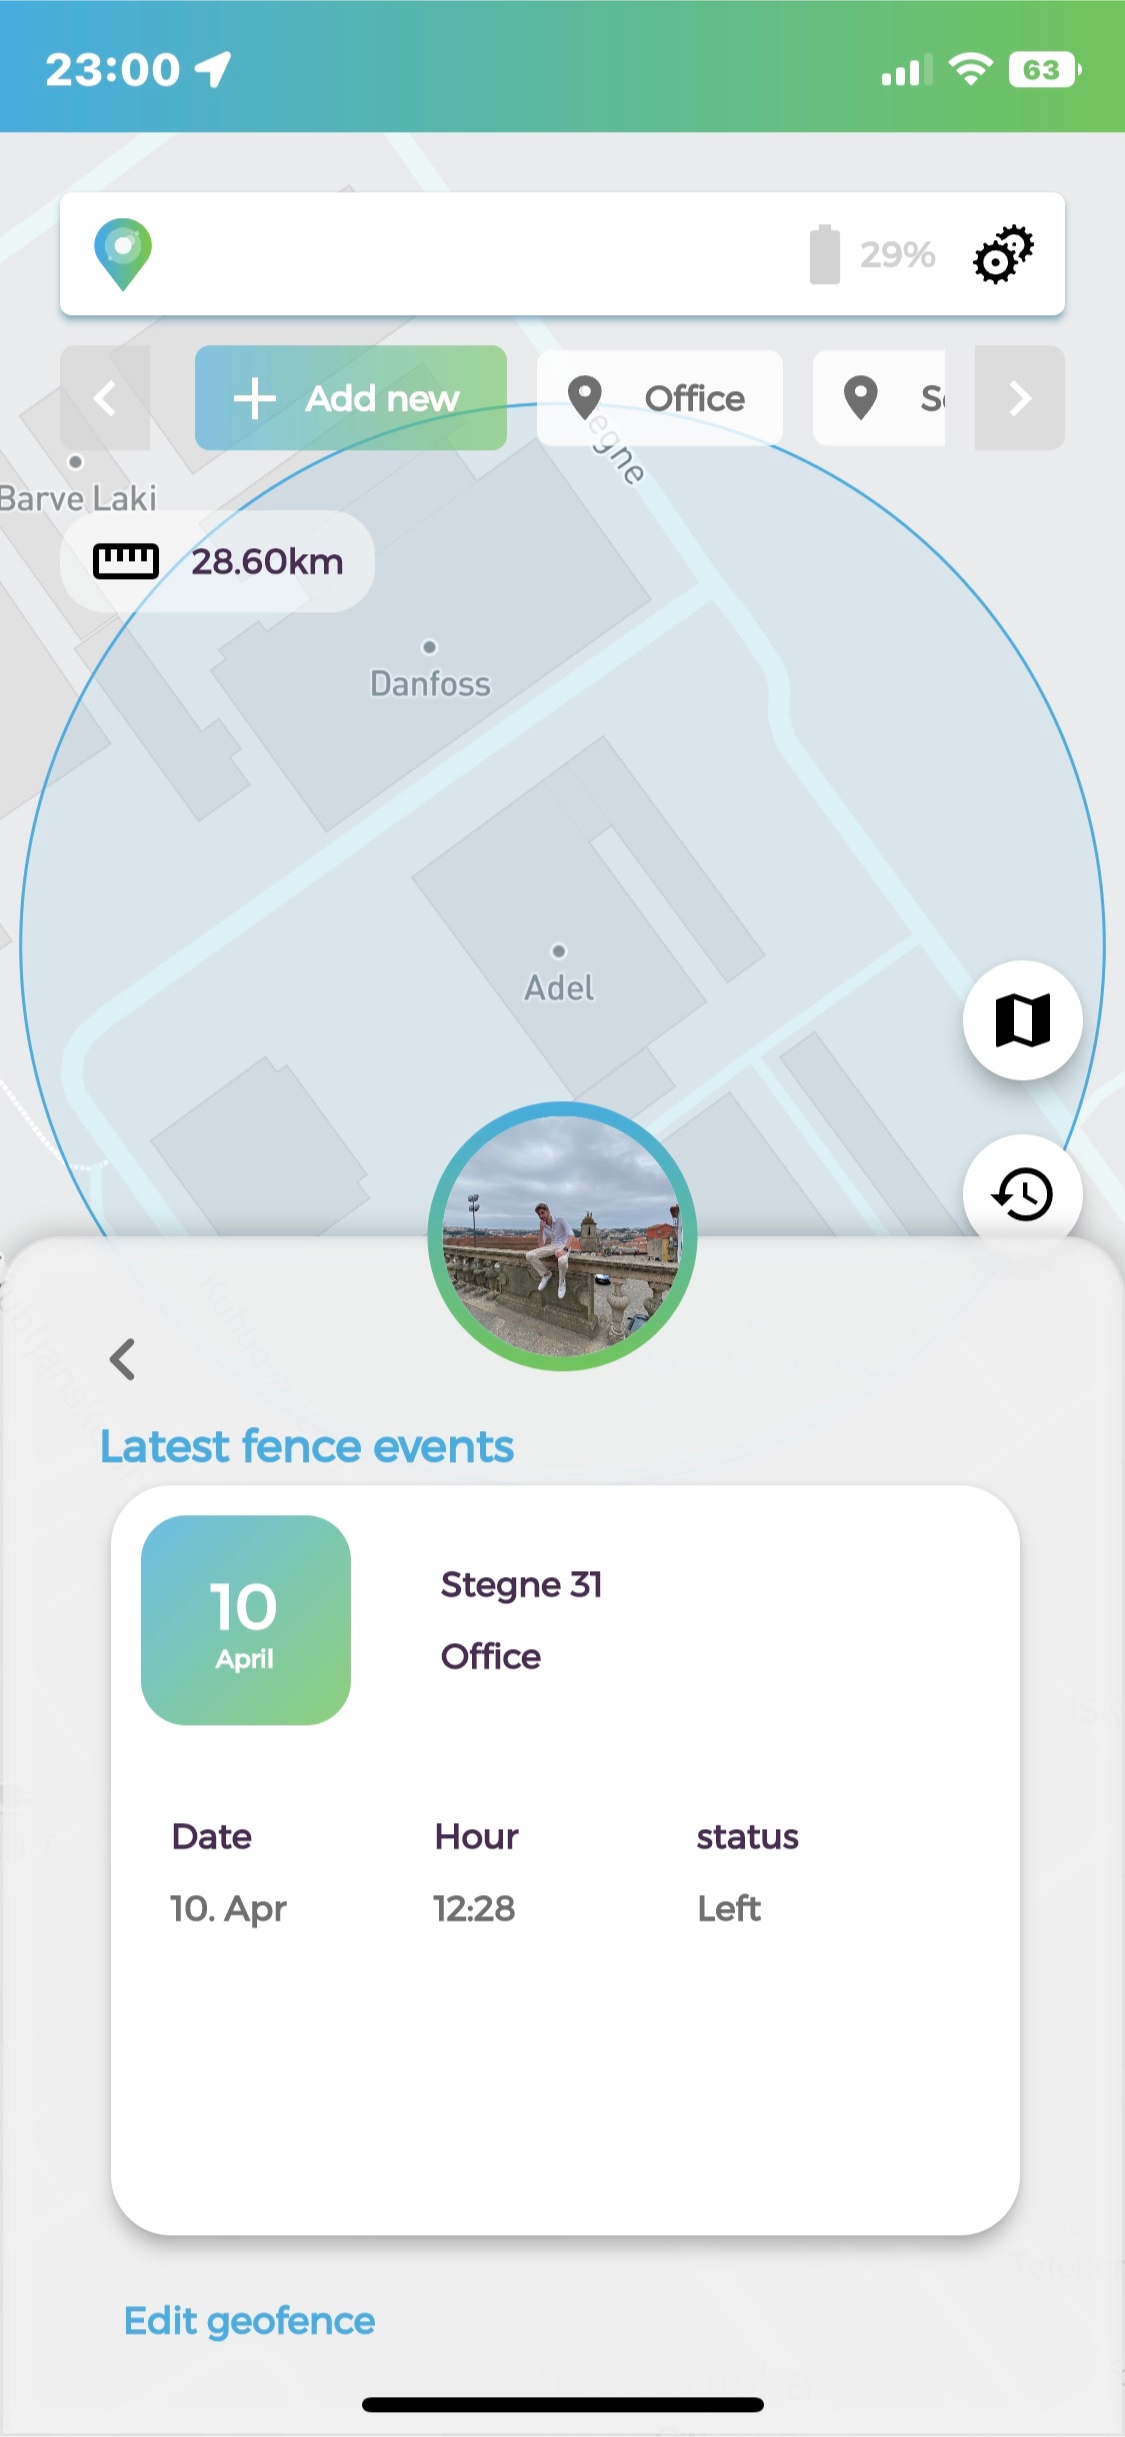 23:00
63
29%
Add new
Office
egne
Barve Laki
28.60km
Danfoss
Adel
Latest fence events
10
April
Stegne 31
Office
Date
Hour
status
10. Apr
12:28
Left
Edit geofence